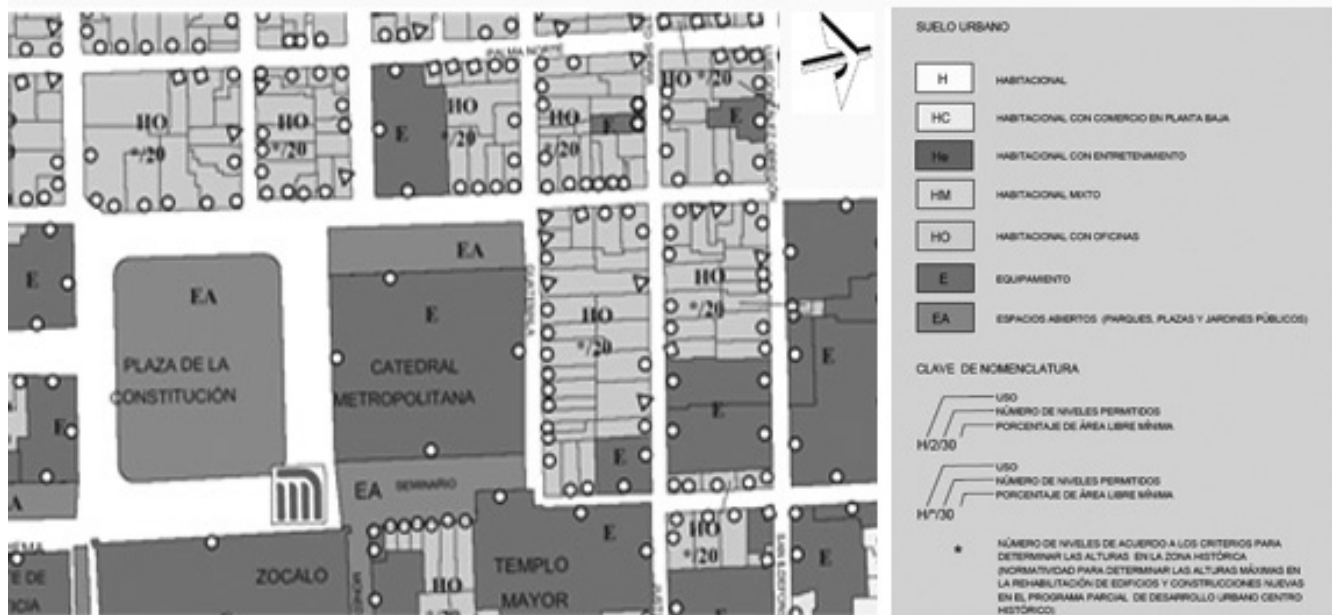 PALMA NORTE
HO */20
E
HO
*/20
HO
*/20
E
HO
*/20
HO
*/20
E
EA
E
EA
E
PLAZA DE LA
CONSTITUCIÓN
CATEDRAL
METROPOLITANA
GUATEMALA
HO
*/20
HO
*/20
E
E
E
E
EA SEMINARIO
E
TEMPLO
MAYOR
ZOCALO
HO
*/20
HO
E
SUELO URBANO
H HABITACIONAL
HC HABITACIONAL CON COMERCIO EN PLANTA BAJA
He HABITACIONAL CON ENTRETENIMIENTO
HM HABITACIONAL MIXTO
HO HABITACIONAL CON OFICINAS
E EQUIPAMIENTO
EA ESPACIOS ABIERTOS (PARQUES, PLAZAS Y JARDINES PÚBLICOS)
CLAVE DE NOMENCLATURA
USO
NÚMERO DE NIVELES PERMITIDOS
PORCENTAJE DE ÁREA LIBRE MÍNIMA
H/2/30
USO
NÚMERO DE NIVELES PERMITIDOS
PORCENTAJE DE ÁREA LIBRE MÍNIMA
H/*/30
* NÚMERO DE NIVELES DE ACUERDO A LOS CRITERIOS PARA
DETERMINAR LAS ALTURAS EN LA ZONA HISTÓRICA
(NORMATIVIDAD PARA DETERMINAR LAS ALTURAS MÁXIMAS EN
LA REHABILITACIÓN DE EDIFICIOS Y CONSTRUCCIONES NUEVAS
EN EL PROGRAMA PARCIAL DE DESARROLLO URBANO CENTRO
HISTÓRICO)